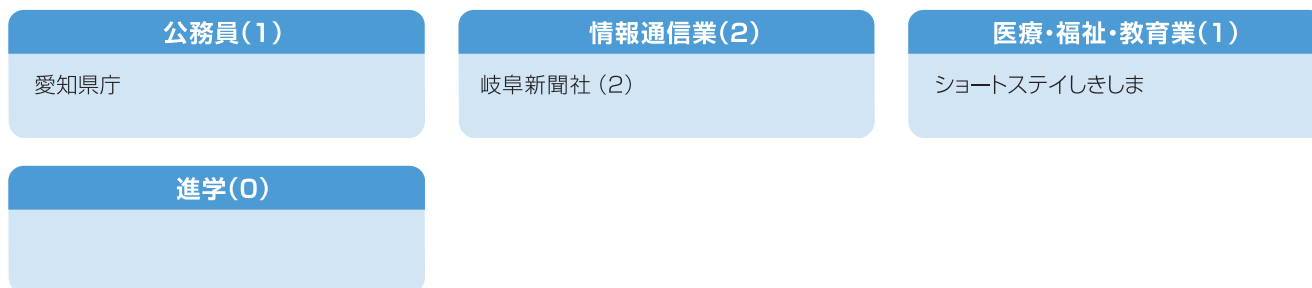 公務員(1)
愛知県庁
情報通信業(2)
岐阜新聞社(2)
医療・福祉・教育業(1)
ショートステイしきしま
進学(0)